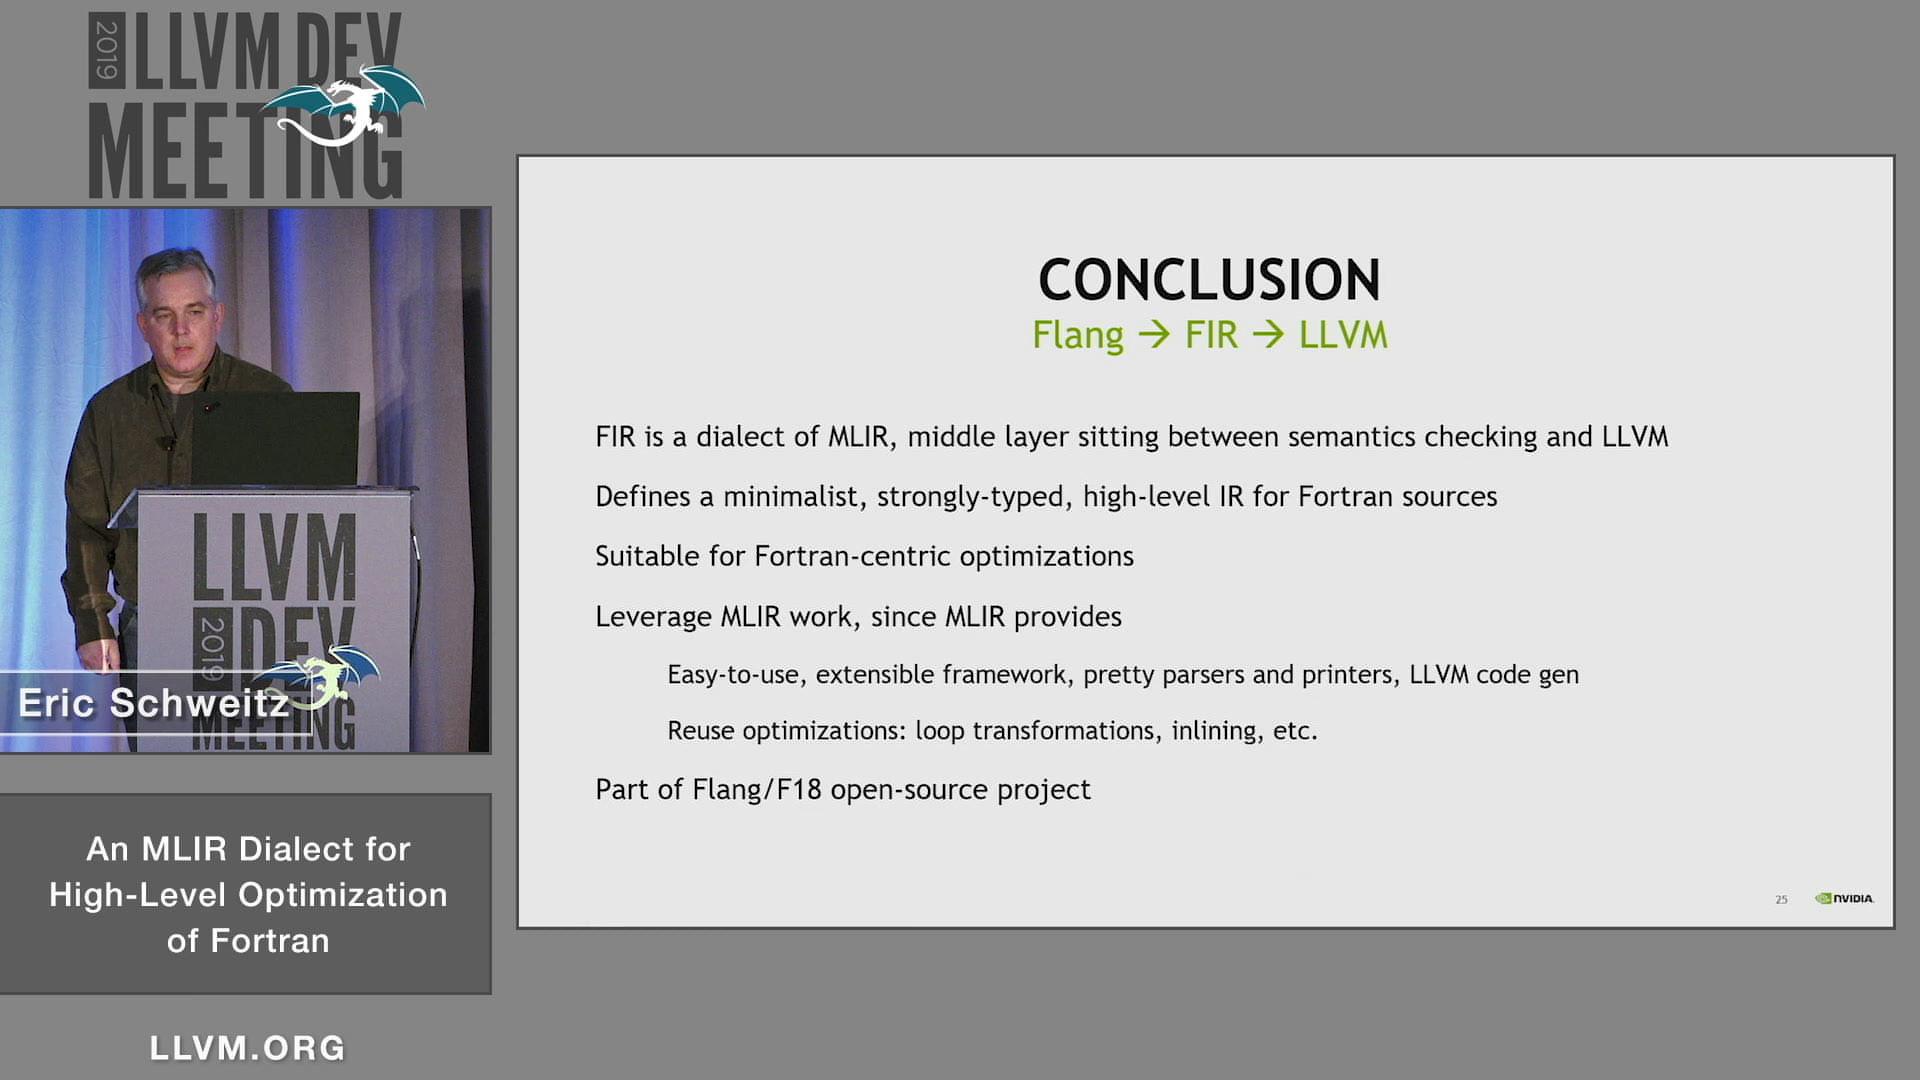 2019 LLVM DEV
MEETING
LLVM
2019 DEV
MEETING
Eric Schweitz
An MLIR Dialect for
High-Level Optimization
of Fortran
LLVM.ORG
CONCLUSION
Flang → FIR → LLVM
FIR is a dialect of MLIR, middle layer sitting between semantics checking and LLVM
Defines a minimalist, strongly-typed, high-level IR for Fortran sources
Suitable for Fortran-centric optimizations
Leverage MLIR work, since MLIR provides
Easy-to-use, extensible framework, pretty parsers and printers, LLVM code gen
Reuse optimizations: loop transformations, inlining, etc.
Part of Flang/F18 open-source project
25
NVIDIA